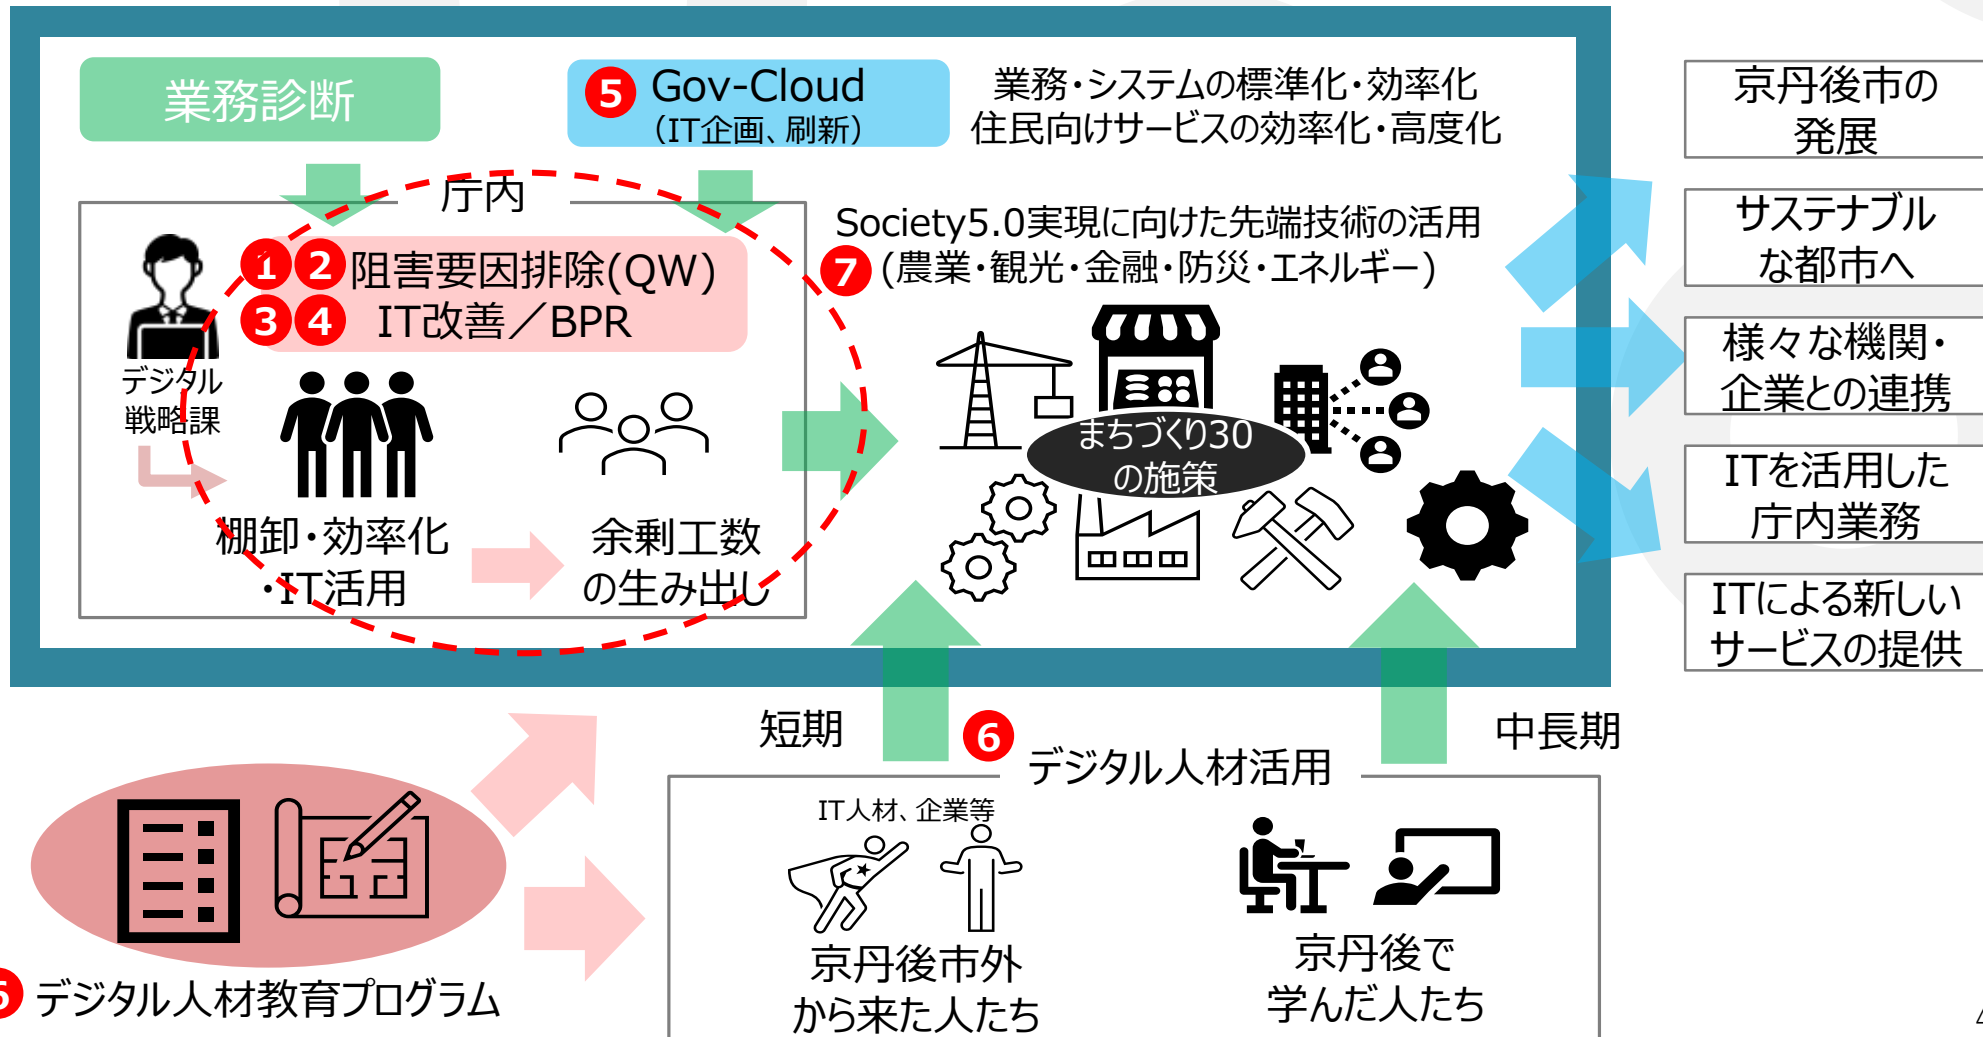 業務診断
5 Gov-Cloud
（IT企画、刷新）
業務・システムの標準化・効率化
住民向けサービスの効率化・高度化
庁内
1 2 阻害要因排除(QW)
3 4 IT改善／BPR
デジタル
戦略課
棚卸・効率化
・IT活用
余剰工数
の生み出し
Society5.0実現に向けた先端技術の活用
7 (農業・観光・金融・防災・エネルギー)
まちづくり30
の施策
京丹後市の
発展
サステナブル
な都市へ
様々な機関・
企業との連携
ITを活用した
庁内業務
ITによる新しい
サービスの提供
短期
6
デジタル人材活用
中長期
IT人材、企業等
京丹後市外
から来た人たち
京丹後で
学んだ人たち
デジタル人材教育プログラム